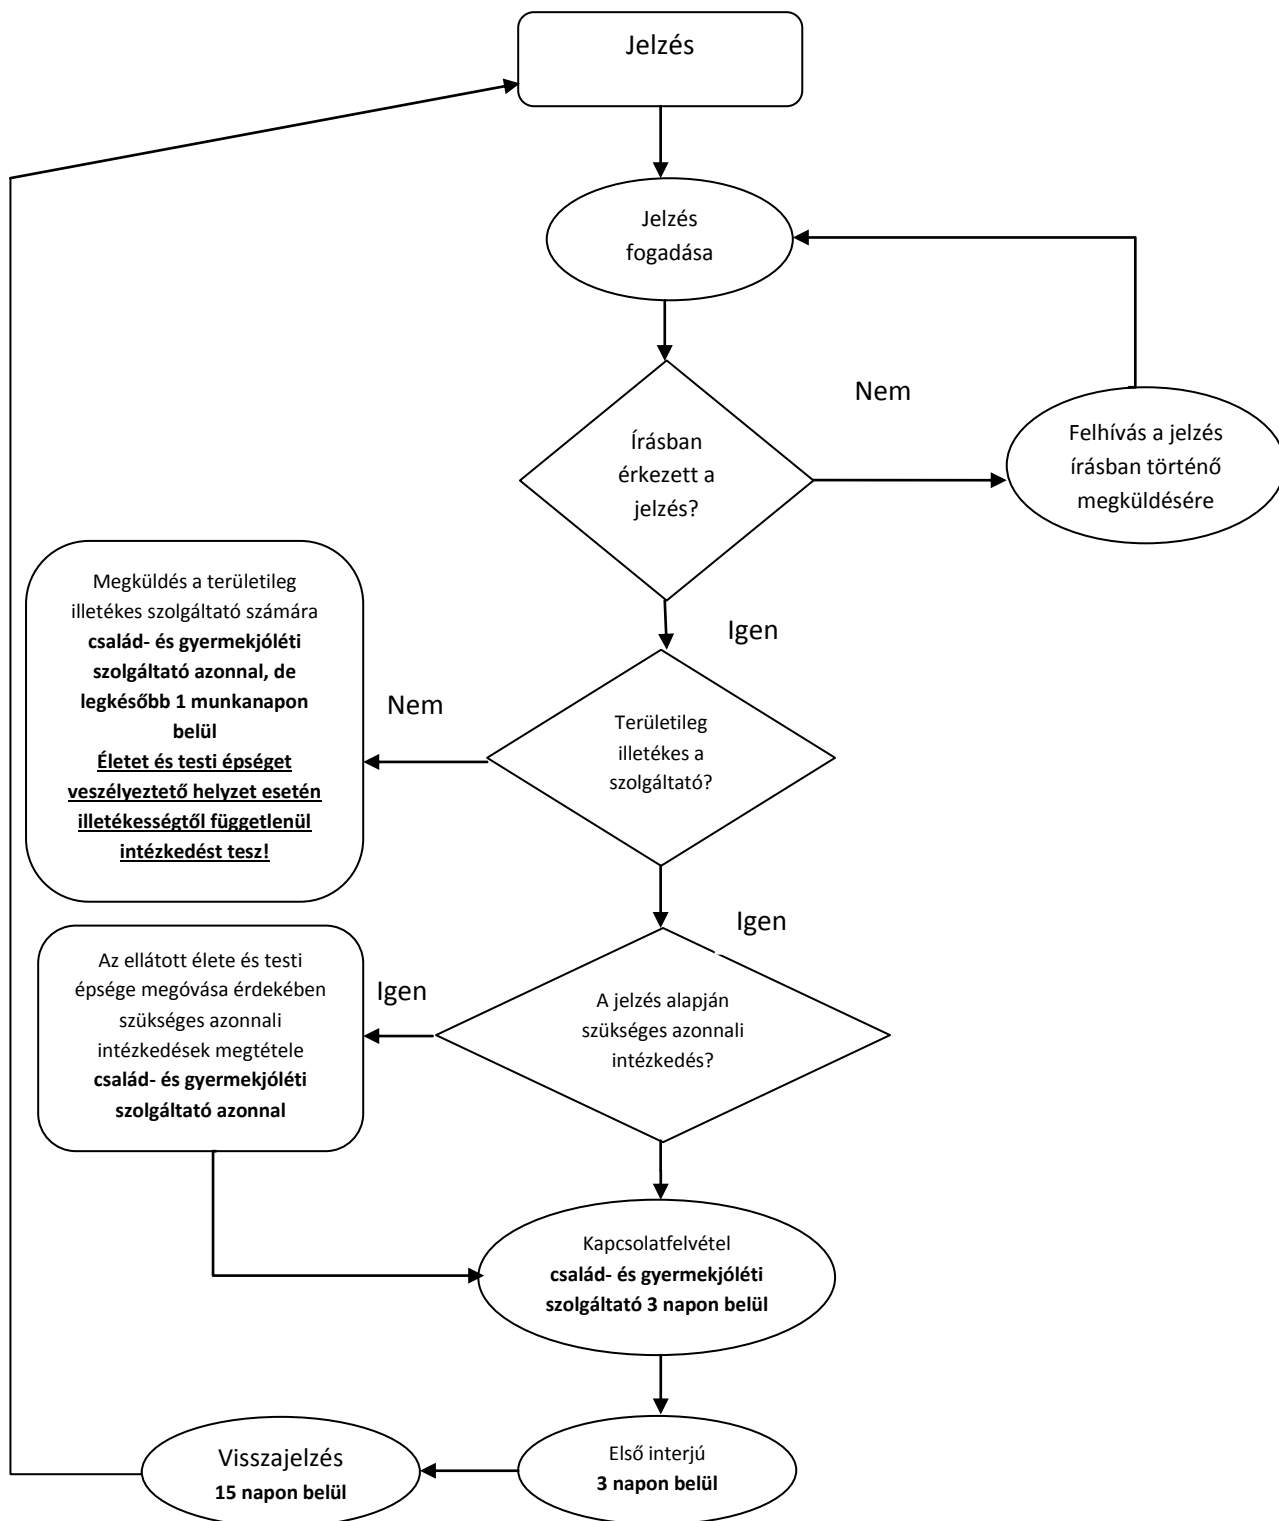 Jelzés
Jelzés
fogadása
Nem
Írásban
érkezett a
jelzés?
Felhívás a jelzés
írásban történő
megküldésére
Igen
Megküldés a területileg
illetékes szolgáltató számára
család- és gyermekjóléti
szolgáltató azonnal, de
legkésőbb 1 munkanapon
belül
Életet és testi épséget
veszélyeztető helyzet esetén
illetékességtől függetlenül
intézkedést tesz!
Nem
Területileg
illetékes a
szolgáltató?
Igen
Az ellátott élete és testi
épsége megóvása érdekében
szükséges azonnali
intézkedések megtétele
család- és gyermekjóléti
szolgáltató azonnal
Igen
A jelzés alapján
szükséges azonnali
intézkedés?
Kapcsolatfelvétel
család- és gyermekjóléti
szolgáltató 3 napon belül
Visszajelzés
15 napon belül
Első interjú
3 napon belül